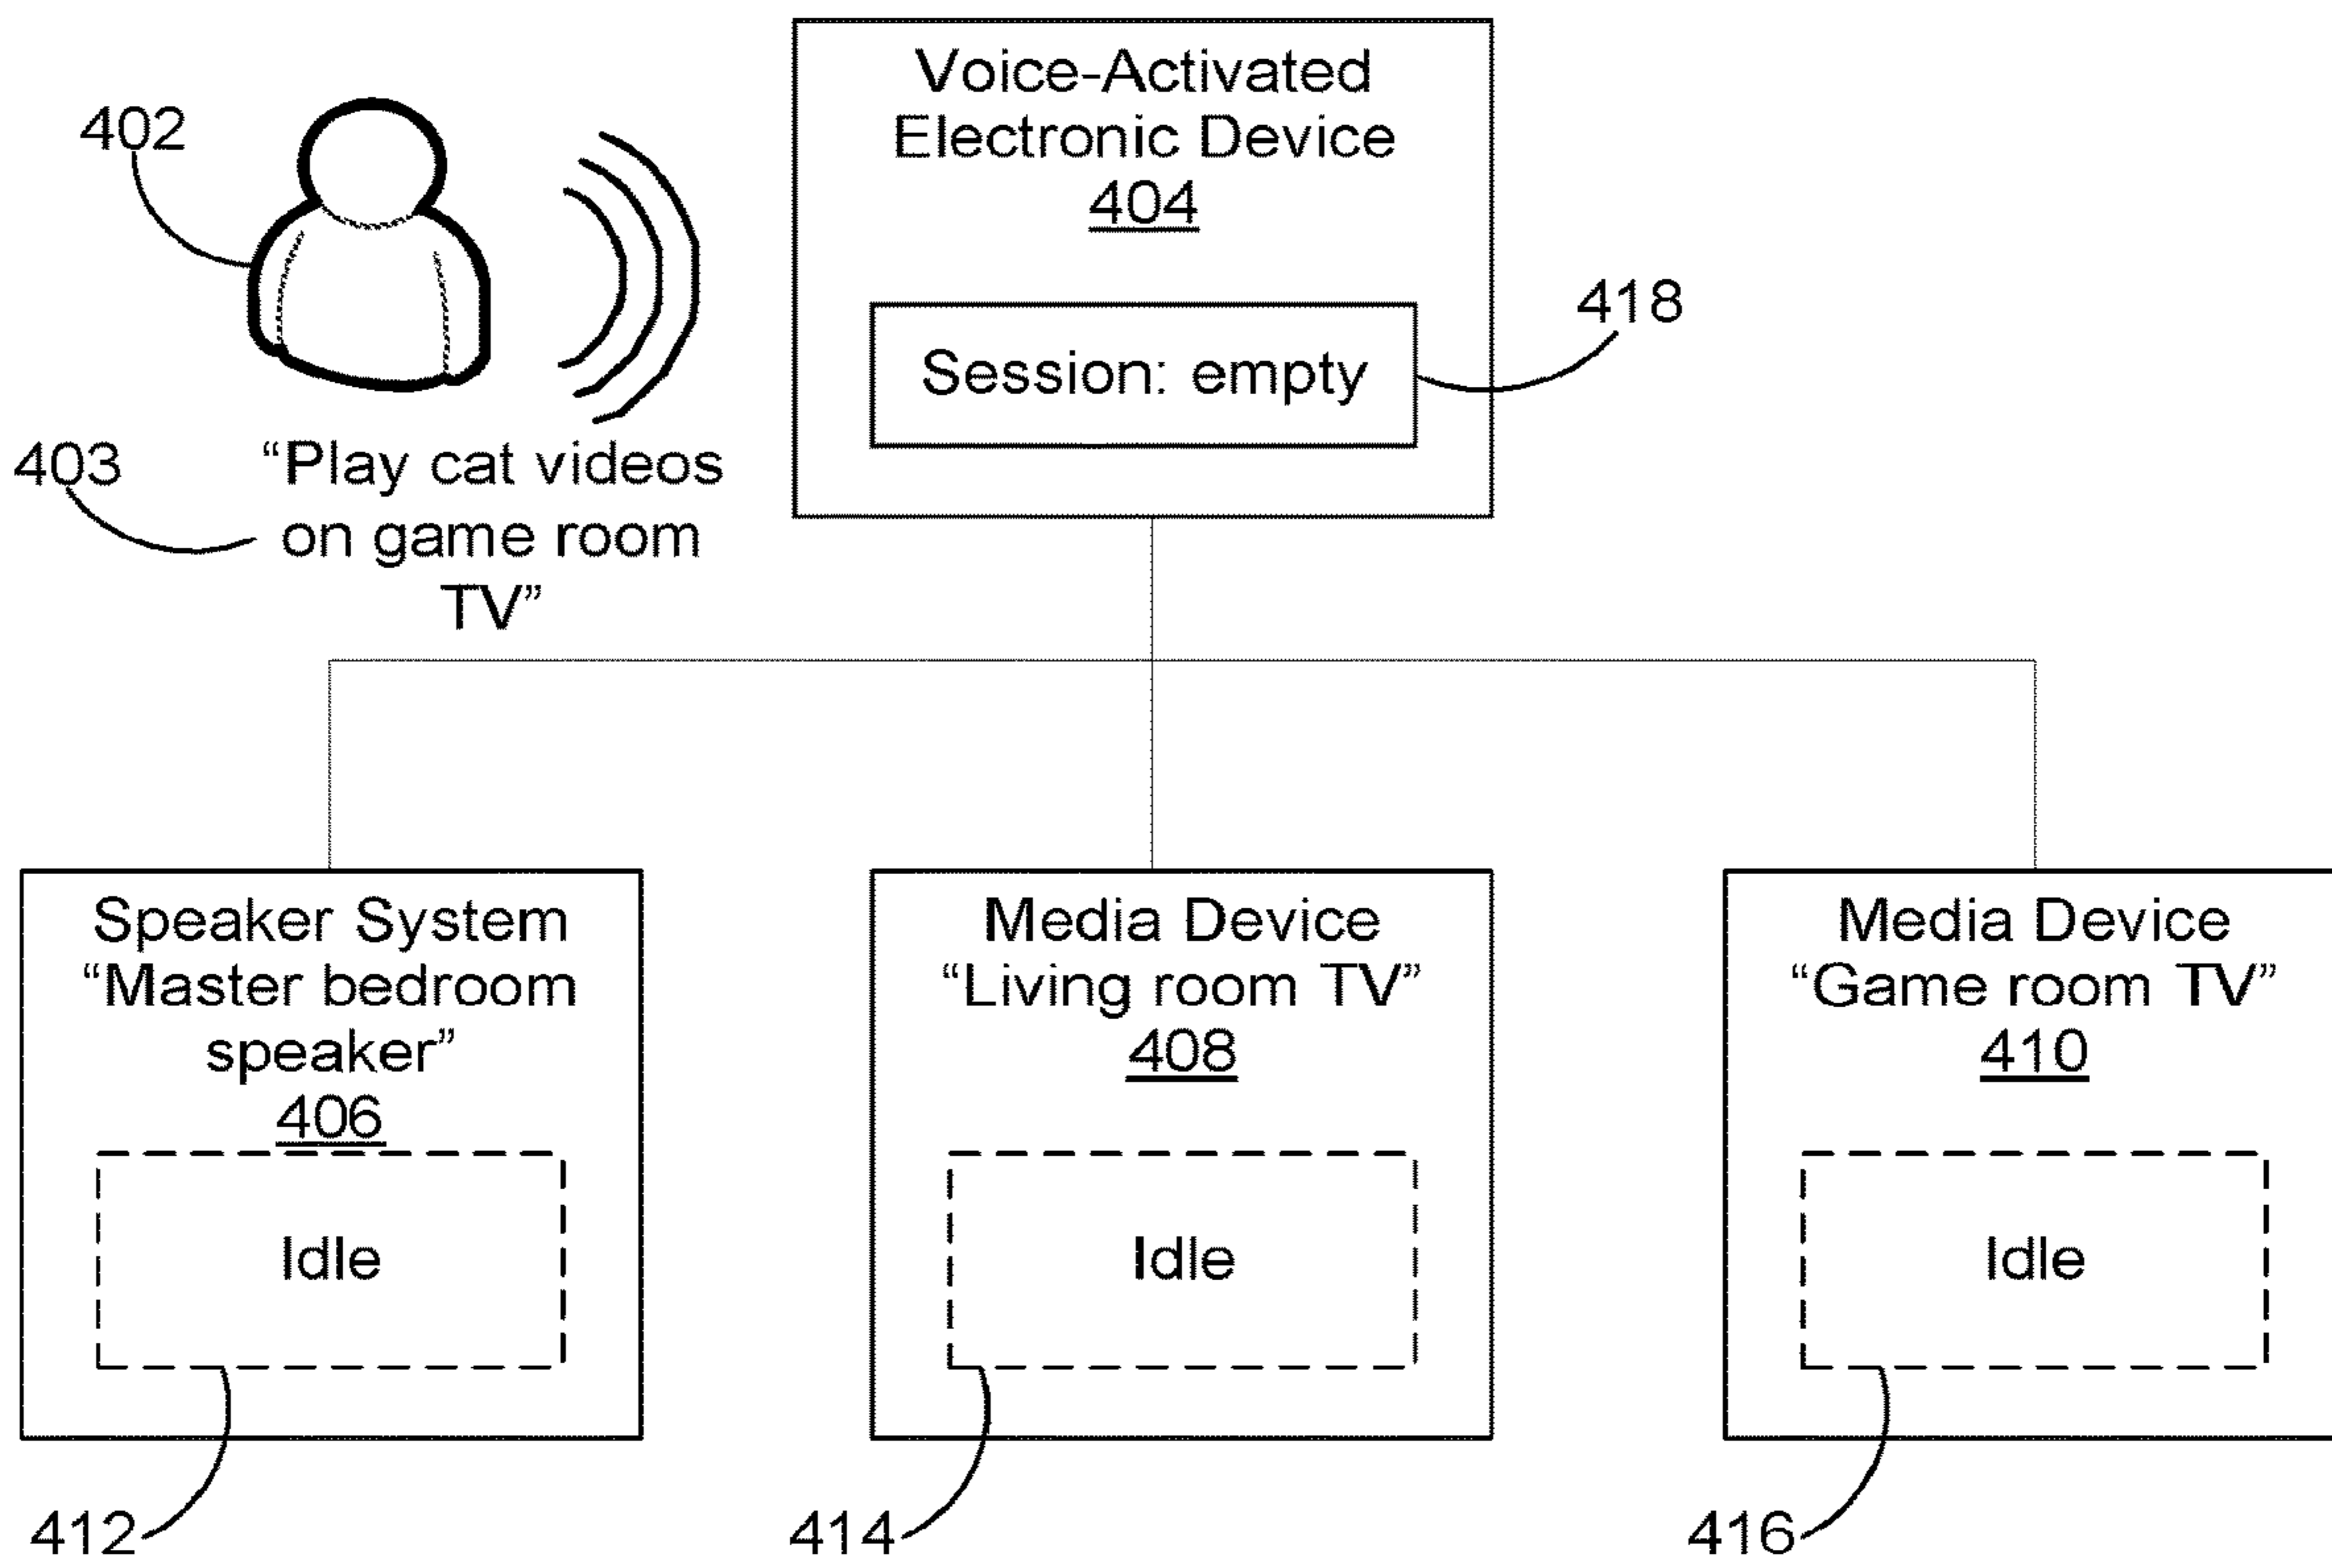 Voice-Activated
Electronic Device
404
402
418
Session: empty
403
“Play cat videos
on game room
TV”
Speaker System
“Master bedroom
speaker”
406
Idle
412
Media Device
“Living room TV”
408
Idle
414
Media Device
“Game room TV”
410
Idle
416